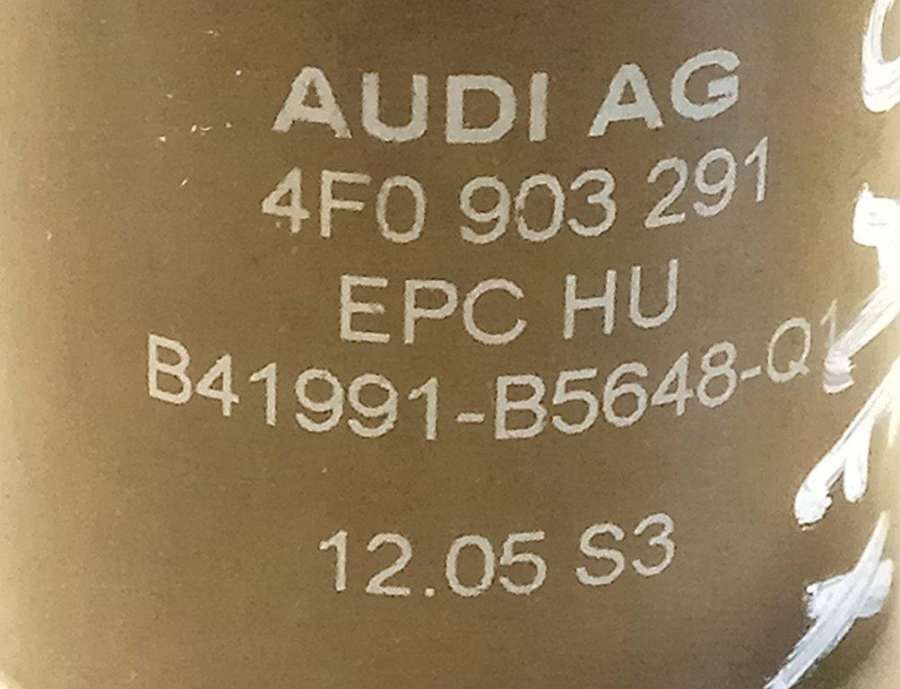 AUDI AG
4F0 903 291
EPC HU
B41991-B5648-Q1
12.05 S3